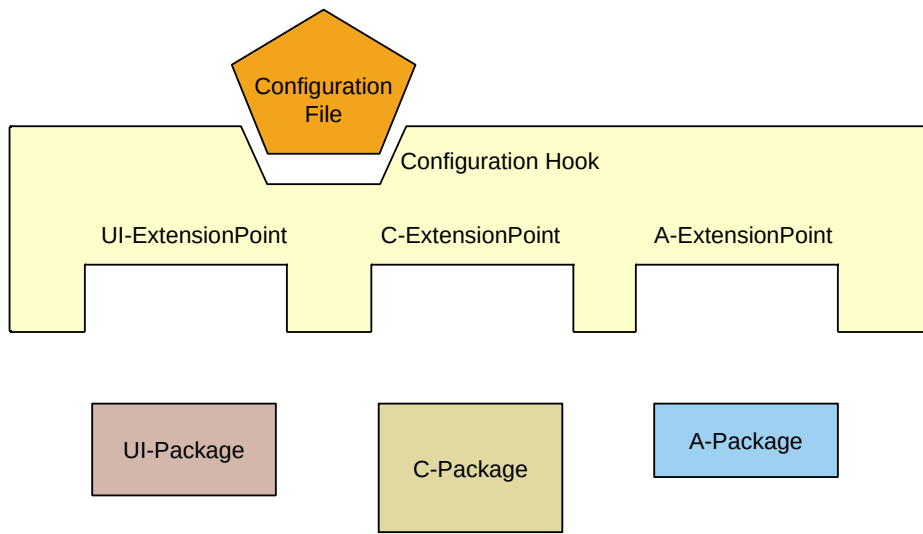 Configuration
File
Configuration Hook
UI-ExtensionPoint
C-ExtensionPoint
A-ExtensionPoint
UI-Package
C-Package
A-Package